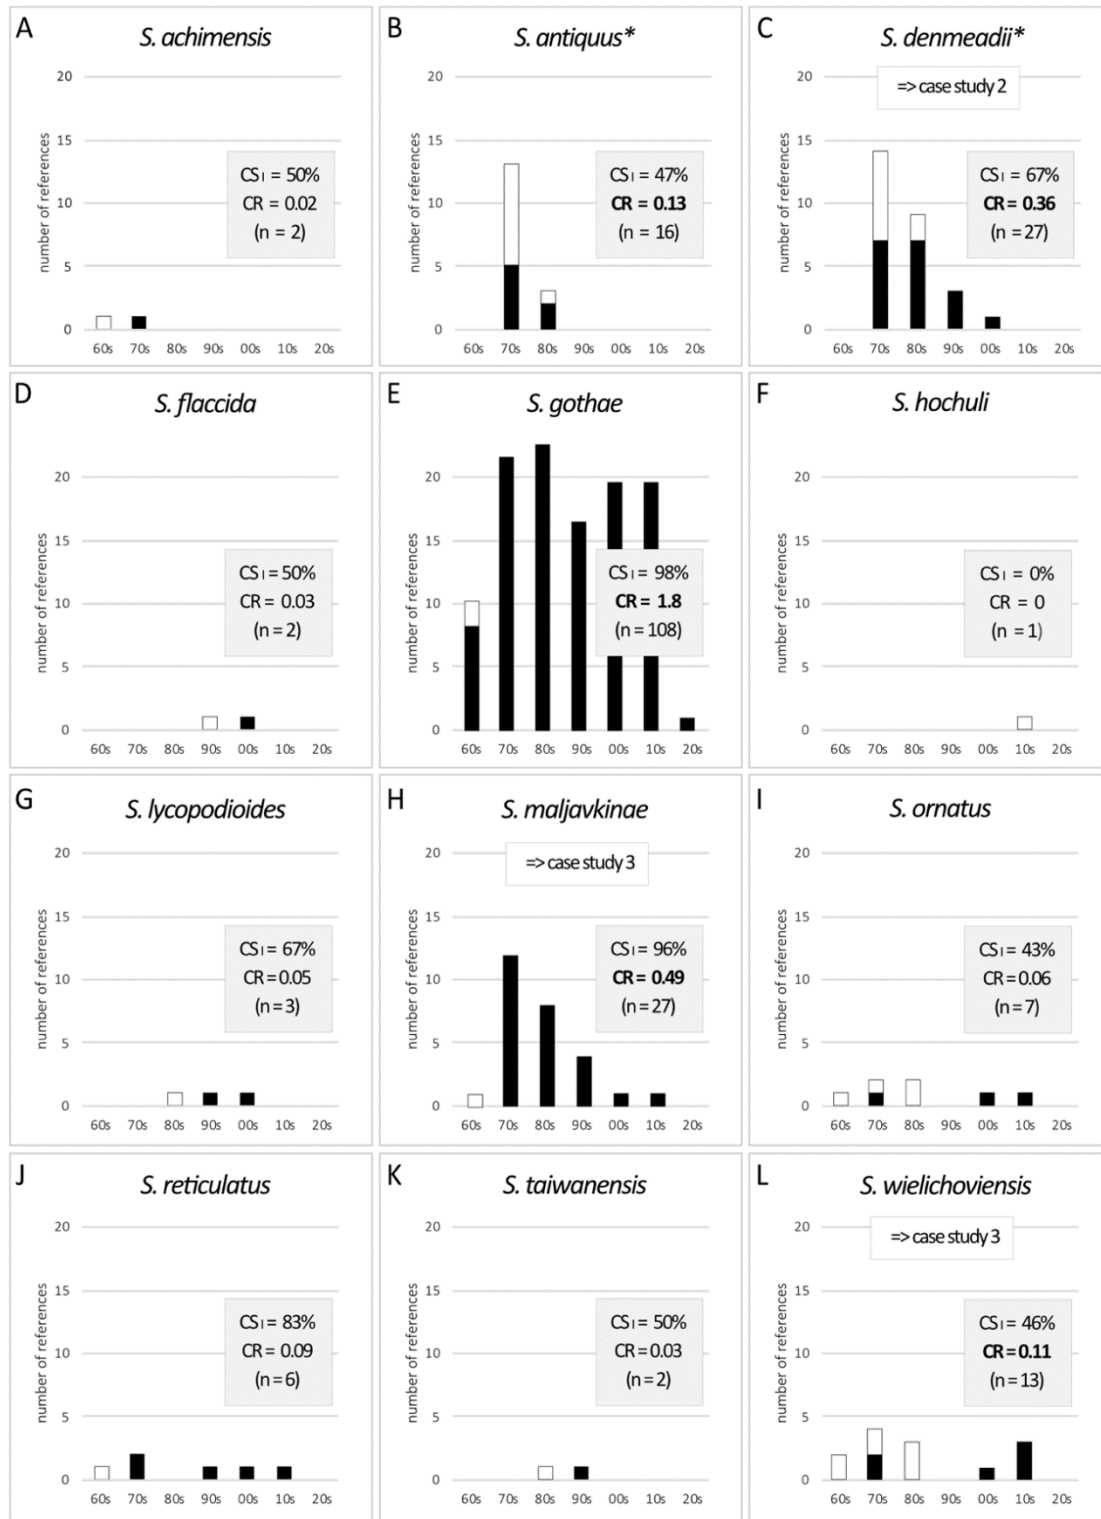 A
S. achimensis
number of references
20
15
10
5
0
CS I = 50%
CR = 0.02
(n = 2)
60s 70s 80s 90s 00s 10s 20s
B
S. antiquus*
number of references
20
15
10
5
0
CS I = 47%
CR = 0.13
(n = 16)
60s 70s 80s 90s 00s 10s 20s
C
S. denmeadii*
=> case study 2
number of references
20
15
10
5
0
CS I = 67%
CR = 0.36
(n = 27)
60s 70s 80s 90s 00s 10s 20s
D
S. flaccida
number of references
20
15
10
5
0
CS I = 50%
CR = 0.03
(n = 2)
60s 70s 80s 90s 00s 10s 20s
E
S. gothae
number of references
20
15
10
5
0
CS I = 98%
CR = 1.8
(n = 108)
60s 70s 80s 90s 00s 10s 20s
F
S. hochuli
number of references
20
15
10
5
0
CS I = 0%
CR = 0
(n = 1)
60s 70s 80s 90s 00s 10s 20s
G
S. lycopodioides
number of references
20
15
10
5
0
CS I = 67%
CR = 0.05
(n = 3)
60s 70s 80s 90s 00s 10s 20s
H
S. maljavkinae
=> case study 3
number of references
20
15
10
5
0
CS I = 96%
CR = 0.49
(n = 27)
60s 70s 80s 90s 00s 10s 20s
I
S. ornatus
number of references
20
15
10
5
0
CS I = 43%
CR = 0.06
(n = 7)
60s 70s 80s 90s 00s 10s 20s
J
S. reticulatus
number of references
20
15
10
5
0
CS I = 83%
CR = 0.09
(n = 6)
60s 70s 80s 90s 00s 10s 20s
K
S. taiwanensis
number of references
20
15
10
5
0
CS I = 50%
CR = 0.03
(n = 2)
60s 70s 80s 90s 00s 10s 20s
L
S. wielichoviensis
=> case study 3
number of references
20
15
10
5
0
CS I = 46%
CR = 0.11
(n = 13)
60s 70s 80s 90s 00s 10s 20s